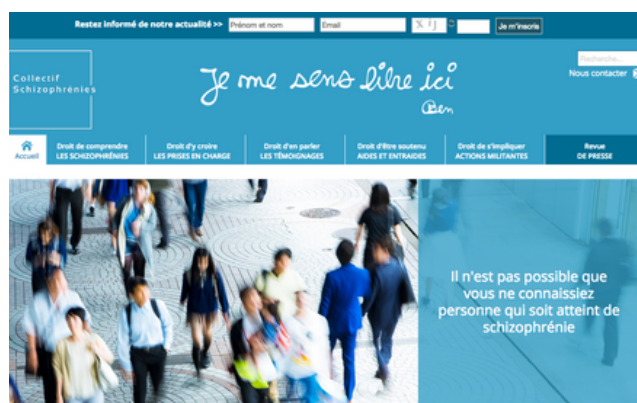 Restez informé de notre actualité >> Prénom et nom Email Je m'inscris
Recherche...
Nous contacter
Collectif
Schizophrénies
Je me sens libre ici
Ben
Accueil
Droit de comprendre
LES SCHIZOPHRÉNIES
Droit d'y croire
LES PRISES EN CHARGE
Droit d'en parler
LES TÉMOIGNAGES
Droit d'être soutenu
AIDES ET ENTRAIDES
Droit de s'impliquer
ACTIONS MILITANTES
Revue
DE PRESSE
Il n'est pas possible que
vous ne connaissiez
personne qui soit atteint de
schizophrénie